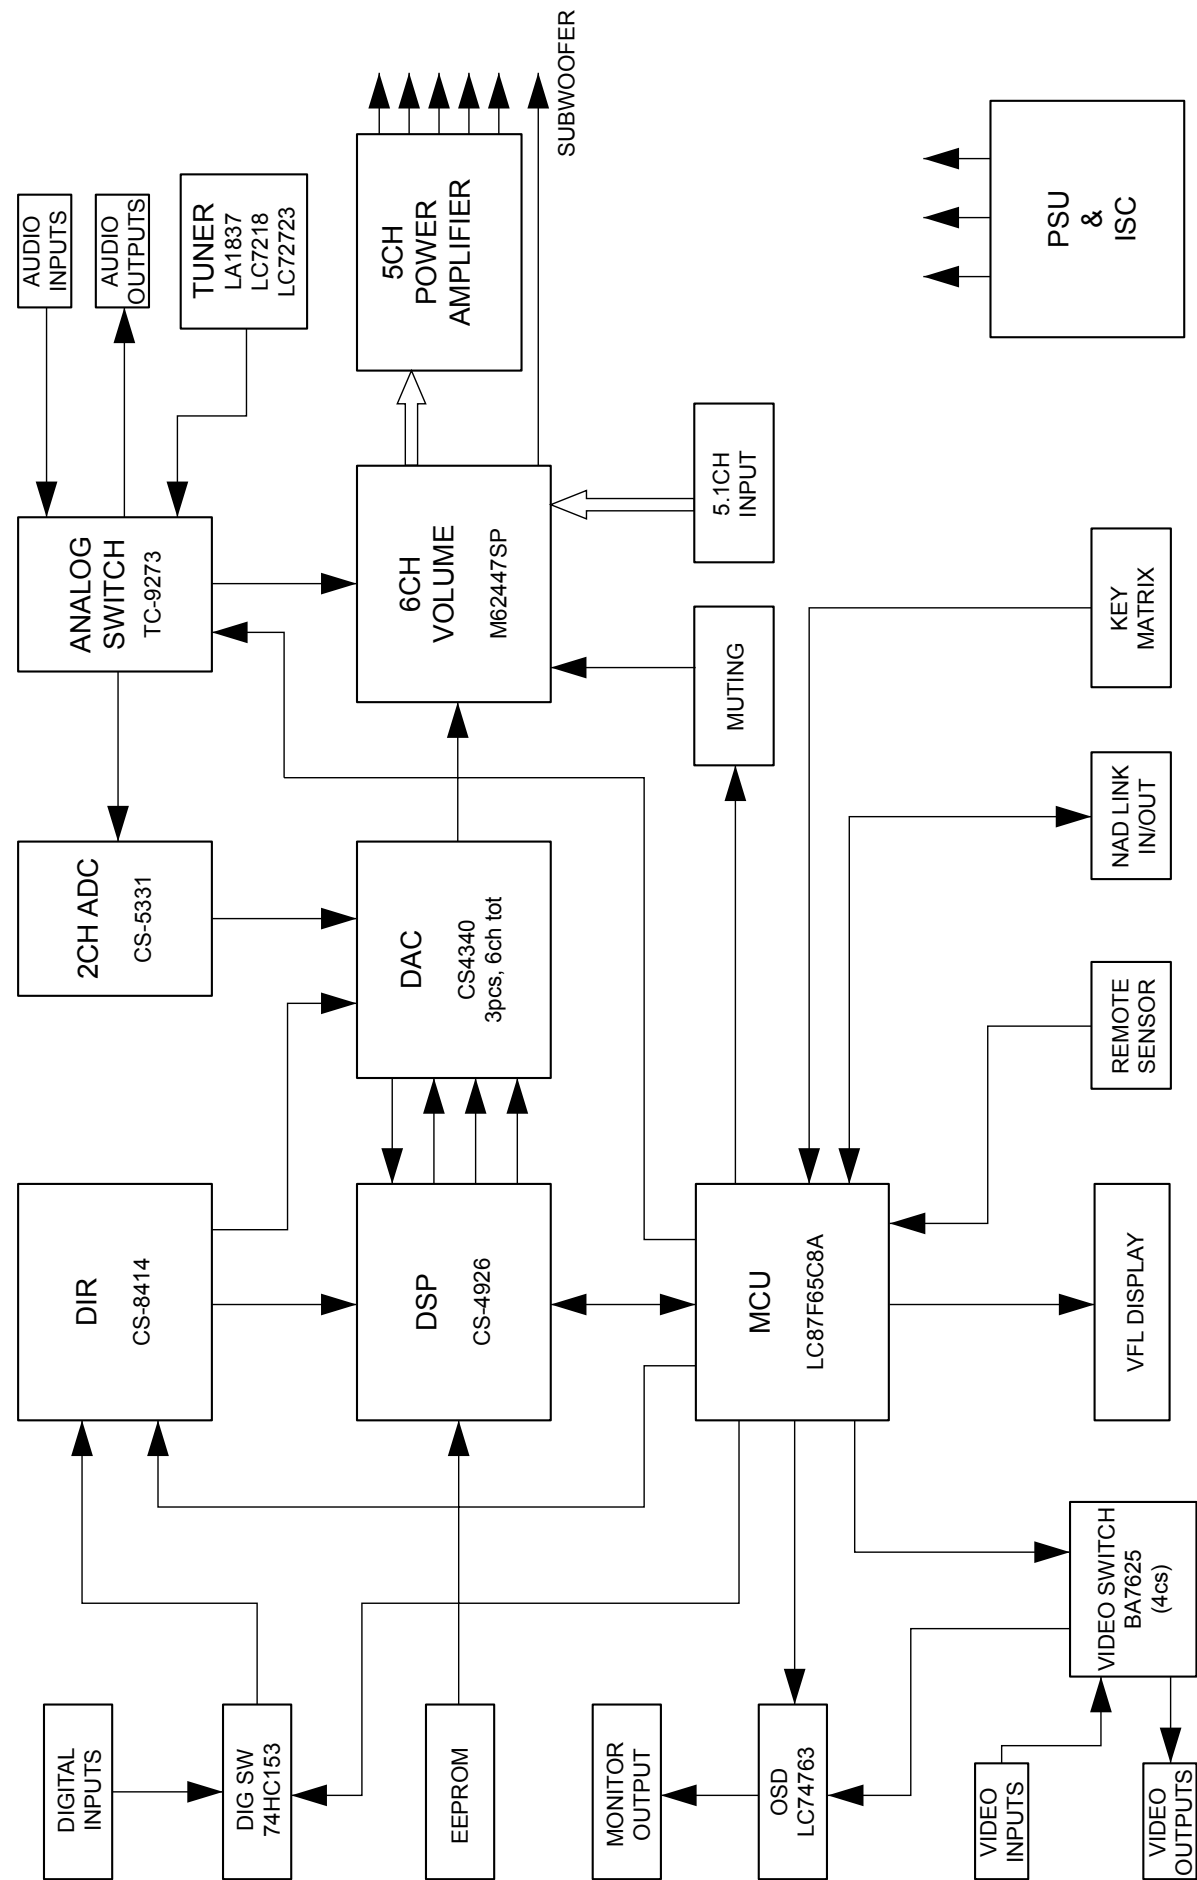 DIGITAL
INPUTS
DIG SW
74HC153
EEPROM
MONITOR
OUTPUT
OSD
LC74763
VIDEO
INPUTS
VIDEO
OUTPUTS
VIDEO SWITCH
BA7625
(4cs)
DIR
CS-8414
DSP
CS-4926
MCU
LC87F65C8A
VFL DISPLAY
2CH ADC
CS-5331
DAC
CS4340
3pcs, 6ch tot
REMOTE
SENSOR
NAD LINK
IN/OUT
ANALOG
SWITCH
TC-9273
6CH
VOLUME
M62447SP
MUTING
5.1CH
INPUT
KEY
MATRIX
AUDIO
INPUTS
AUDIO
OUTPUTS
TUNER
LA1837
LC7218
LC72723
5CH
POWER
AMPLIFIER
SUBWOOFER
PSU
&
ISC